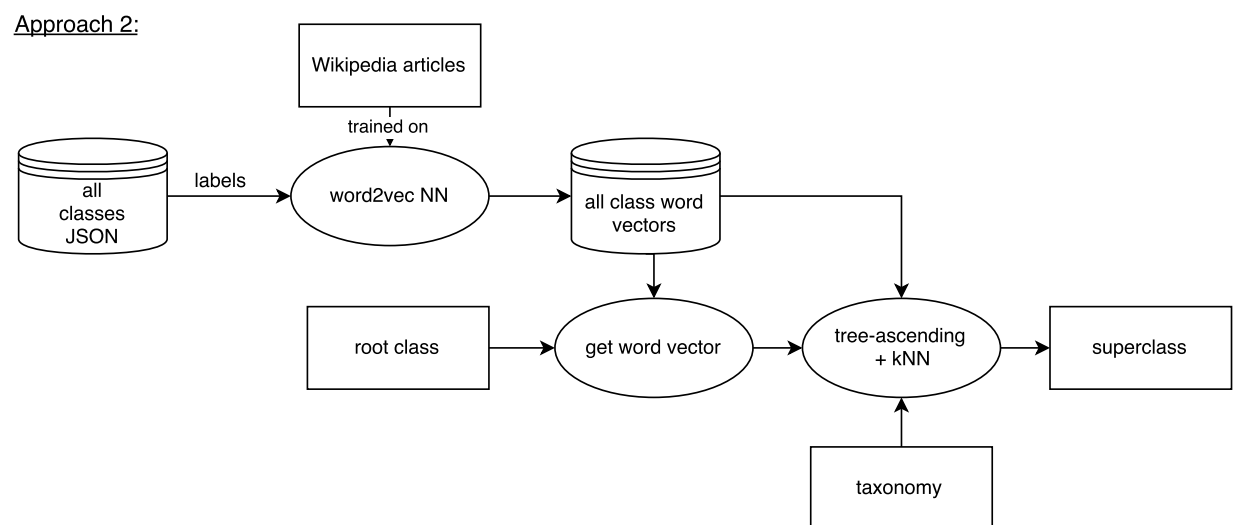 Approach 2:
Wikipedia articles
trained on
all
classes
JSON
labels
word2vec NN
all class word
vectors
root class
get word vector
tree-ascending
+ kNN
superclass
taxonomy